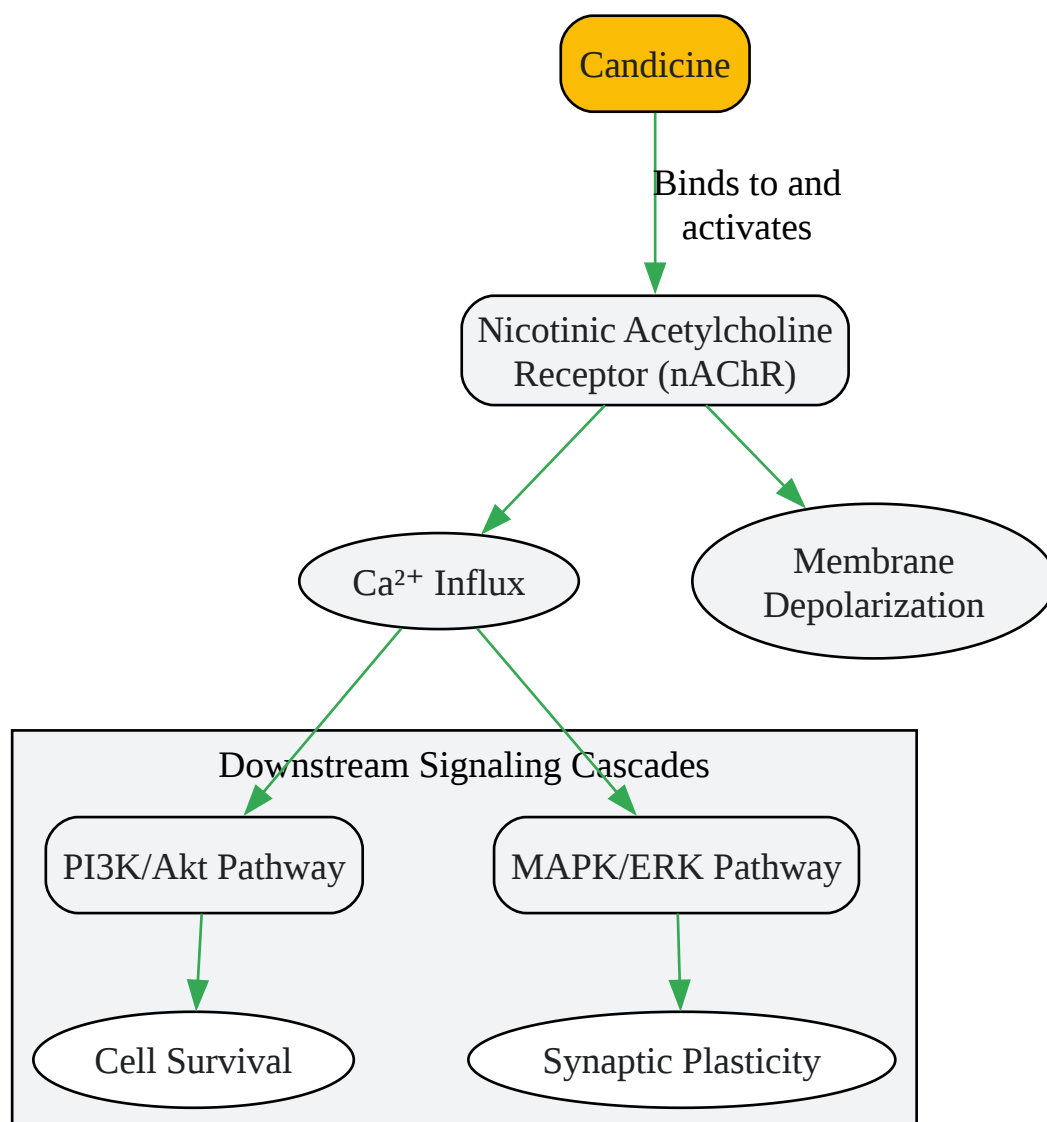 Candicine
Binds to and
activates
Nicotinic Acetylcholine
Receptor (nAChR)
Ca²⁺ Influx
Membrane
Depolarization
Downstream Signaling Cascades
PI3K/Akt Pathway
MAPK/ERK Pathway
Cell Survival
Synaptic Plasticity